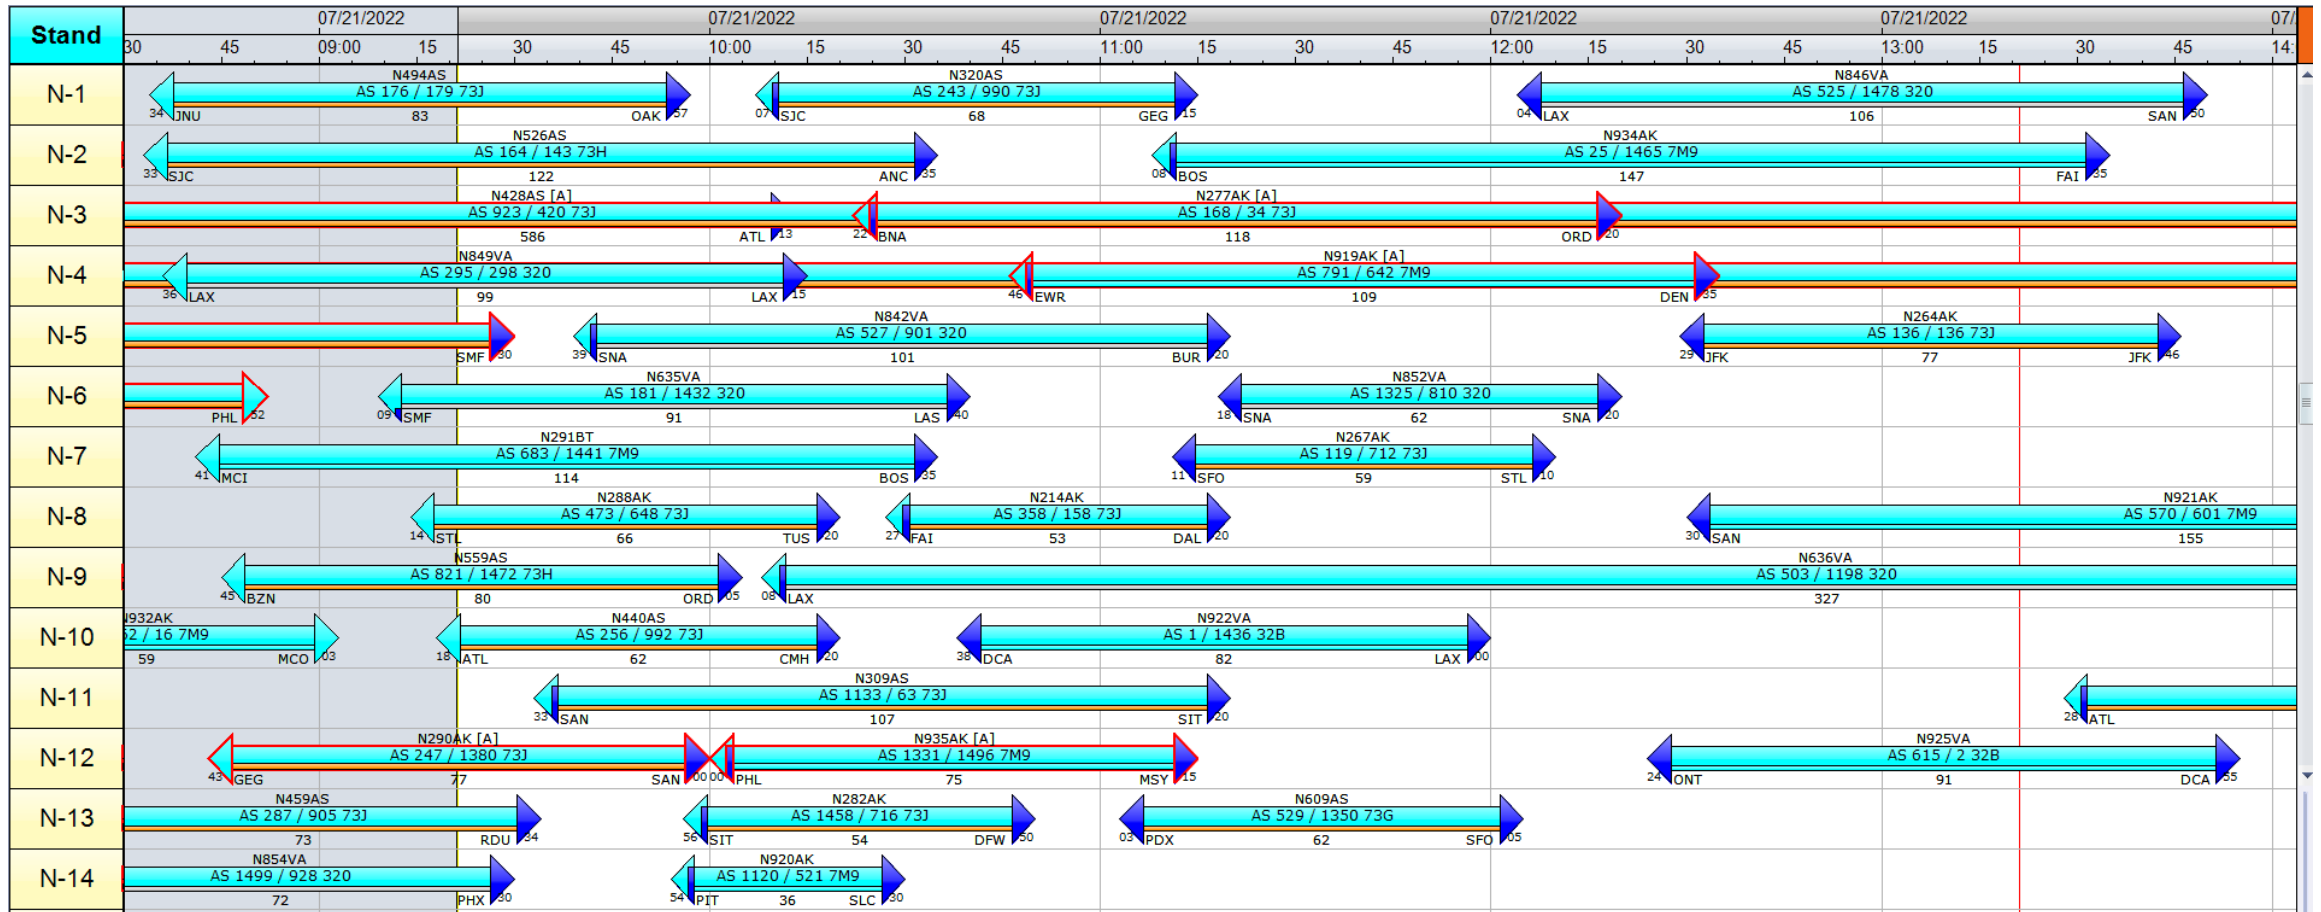 07/21/2022 07/21/2022 07/21/2022 07/21/2022 07/21/2022 07/
Stand
30 45 09:00 15 30 45 10:00 15 30 45 11:00 15 30 45 12:00 15 30 45 13:00 15 30 45 14:
N494AS N320AS N846VA
N-1 AS 176 / 179 73J AS 243 / 990 73J AS 525 / 1478 320
34 JNU 83 OAK 57 07 SJC 68 GEG 15 04 LAX 106 SAN 50
N526AS N934AK
N-2 AS 164 / 143 73H AS 25 / 1465 7M9
33 SJC 122 ANC 35 08 BOS 147 FAI 35
N428AS [A] N277AK [A]
N-3 AS 923 / 420 73J AS 168 / 34 73J
586 ATL 13 22 BNA 118 ORD 20
N849VA N919AK [A]
N-4 AS 295 / 298 320 AS 791 / 642 7M9
36 LAX 99 LAX 15 46 EWR 109 DEN 35
N842VA N264AK
N-5 AS 527 / 901 320 AS 136 / 136 73J
SMF 30 39 SNA 101 BUR 20 29 JFK 77 JFK 46
N635VA N852VA
N-6 AS 181 / 1432 320 AS 1325 / 810 320
PHL 52 09 SMF 91 LAS 40 18 SNA 62 SNA 20
N291BT N267AK
N-7 AS 683 / 1441 7M9 AS 119 / 712 73J
41 MCI 114 BOS 35 11 SFO 59 STL 10
N288AK N214AK N921AK
N-8 AS 473 / 648 73J AS 358 / 158 73J AS 570 / 601 7M9
14 STL 66 TUS 20 27 FAI 53 DAL 20 30 SAN 155
N559AS N636VA
N-9 AS 821 / 1472 73H AS 503 / 1198 320
45 BZN 80 ORD 05 08 LAX 327
N932AK N440AS N922VA
N-10 52 / 16 7M9 AS 256 / 992 73J AS 1 / 1436 32B
59 MCO 03 18 ATL 62 CMH 20 38 DCA 82 LAX 00
N309AS
N-11 AS 1133 / 63 73J
33 SAN 107 SIT 20 28 ATL
N290AK [A] N935AK [A] N925VA
N-12 AS 247 / 1380 73J AS 1331 / 1496 7M9 AS 615 / 2 32B
43 GEG 77 SAN 00 00 PHL 75 MSY 15 24 ONT 91 DCA 55
N459AS N282AK N609AS
N-13 AS 287 / 905 73J AS 1458 / 716 73J AS 529 / 1350 73G
73 RDU 34 56 SIT 54 DFW 50 03 PDX 62 SFO 05
N854VA N920AK
N-14 AS 1499 / 928 320 AS 1120 / 521 7M9
72 PHX 30 54 PIT 36 SLC 30